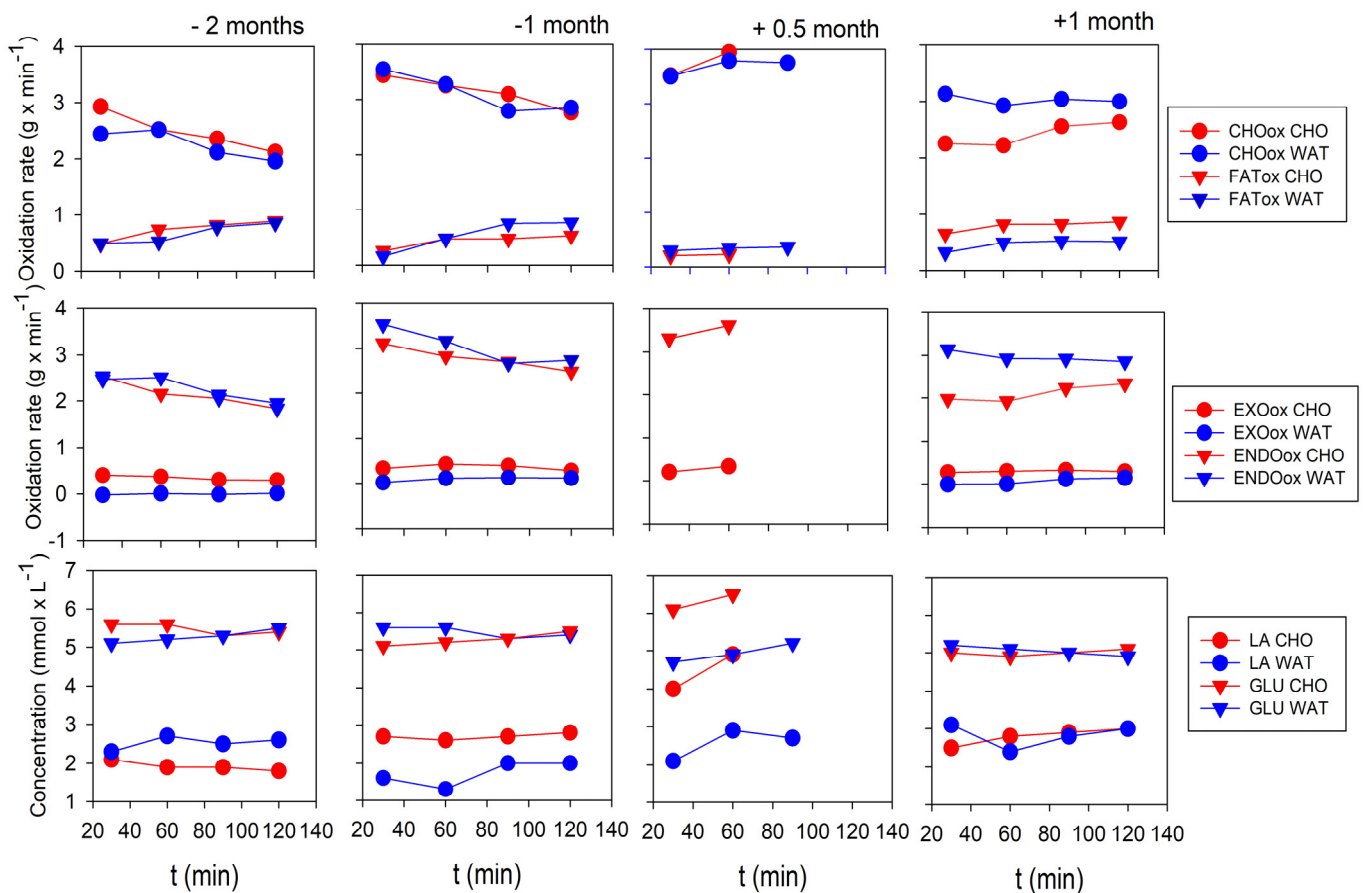 - 2 months
-1 month
+ 0.5 month
+1 month
Oxidation rate (g x min⁻¹)
4
3
2
1
0
CHOox CHO
CHOox WAT
FATox CHO
FATox WAT
Oxidation rate (g x min⁻¹)
4
3
2
1
0
-1
EXOox CHO
EXOox WAT
ENDOox CHO
ENDOox WAT
Concentration (mmol x L⁻¹)
7
6
5
4
3
2
1
LA CHO
LA WAT
GLU CHO
GLU WAT
20 40 60 80 100 120 140
20 40 60 80 100 120 140
20 40 60 80 100 120 140
20 40 60 80 100 120 140
t (min)
t (min)
t (min)
t (min)